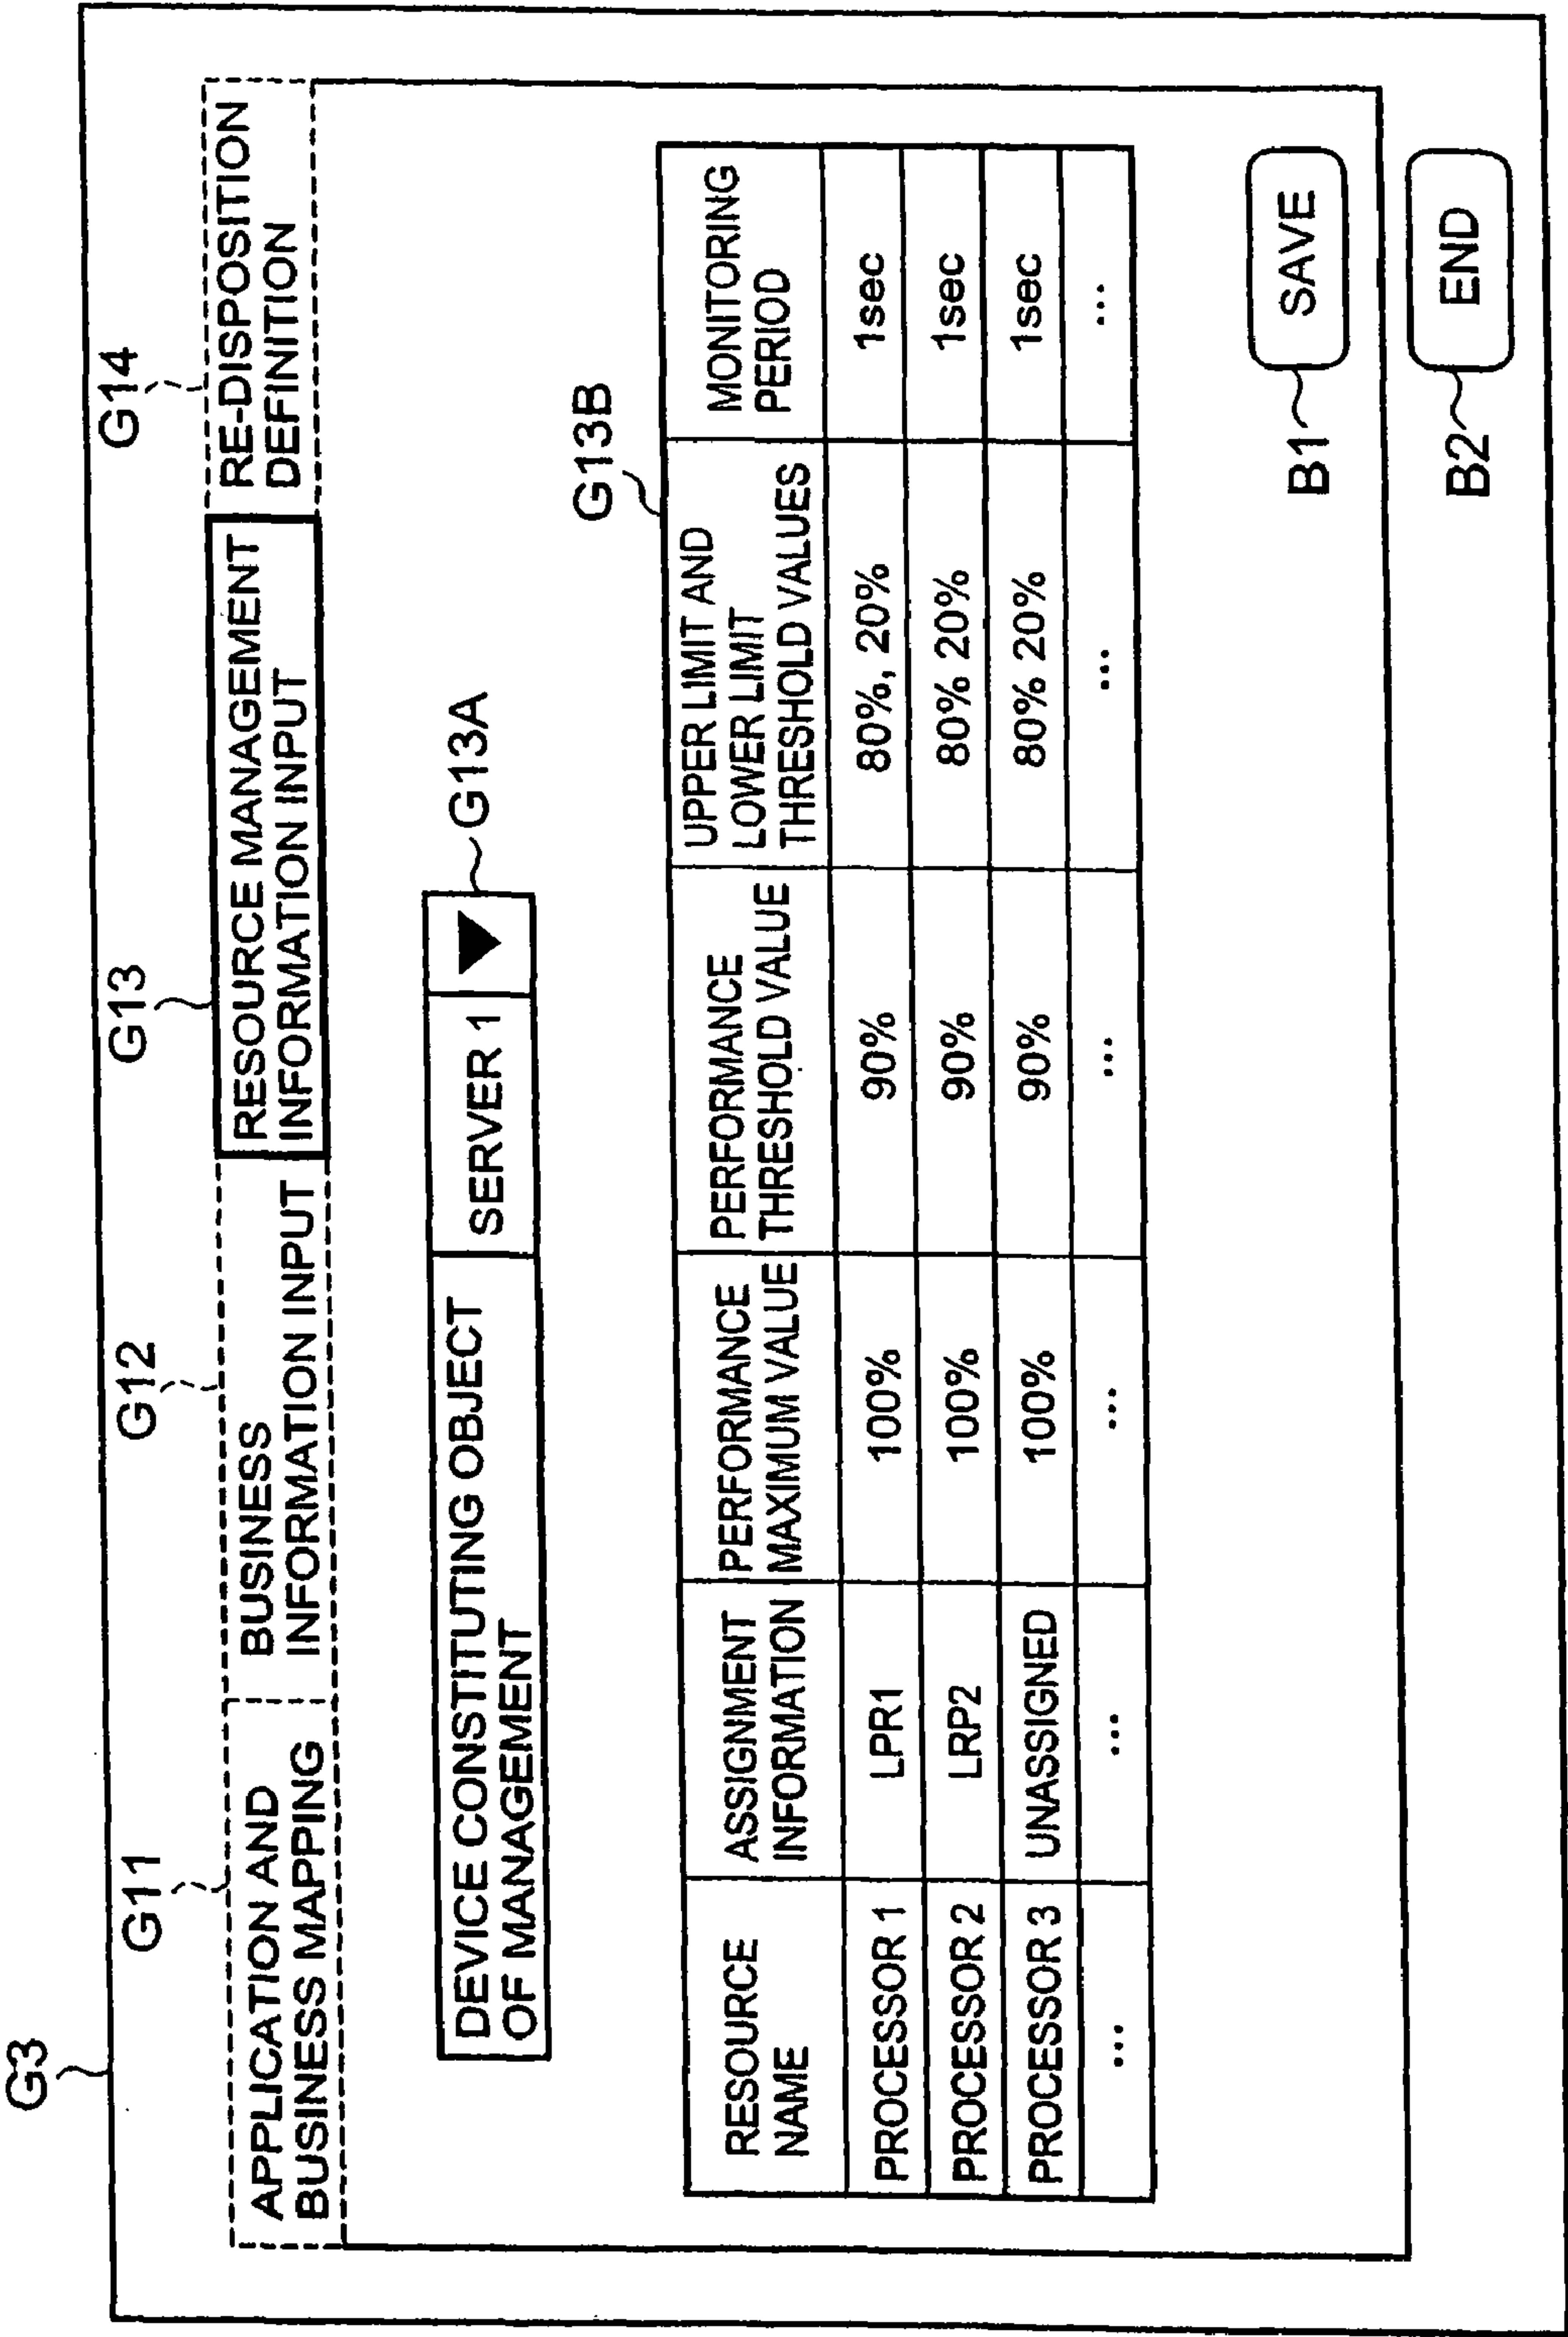 G3
G11
G12
G13
G14
APPLICATION AND
BUSINESS MAPPING
BUSINESS
INFORMATION INPUT
RESOURCE MANAGEMENT
INFORMATION INPUT
RE-DISPOSITION
DEFINITION
DEVICE CONSTITUTING OBJECT
OF MANAGEMENT
SERVER 1
G13A
G13B
RESOURCE
NAME
ASSIGNMENT
INFORMATION
PERFORMANCE
MAXIMUM VALUE
PERFORMANCE
THRESHOLD VALUE
UPPER LIMIT AND
LOWER LIMIT
THRESHOLD VALUES
MONITORING
PERIOD
PROCESSOR 1 LPR1 100% 90% 80%, 20% 1sec
PROCESSOR 2 LRP2 100% 90% 80% 20% 1sec
PROCESSOR 3 UNASSIGNED 100% 90% 80% 20% 1sec
... ... ... ... ... ...
B1 SAVE
B2 END